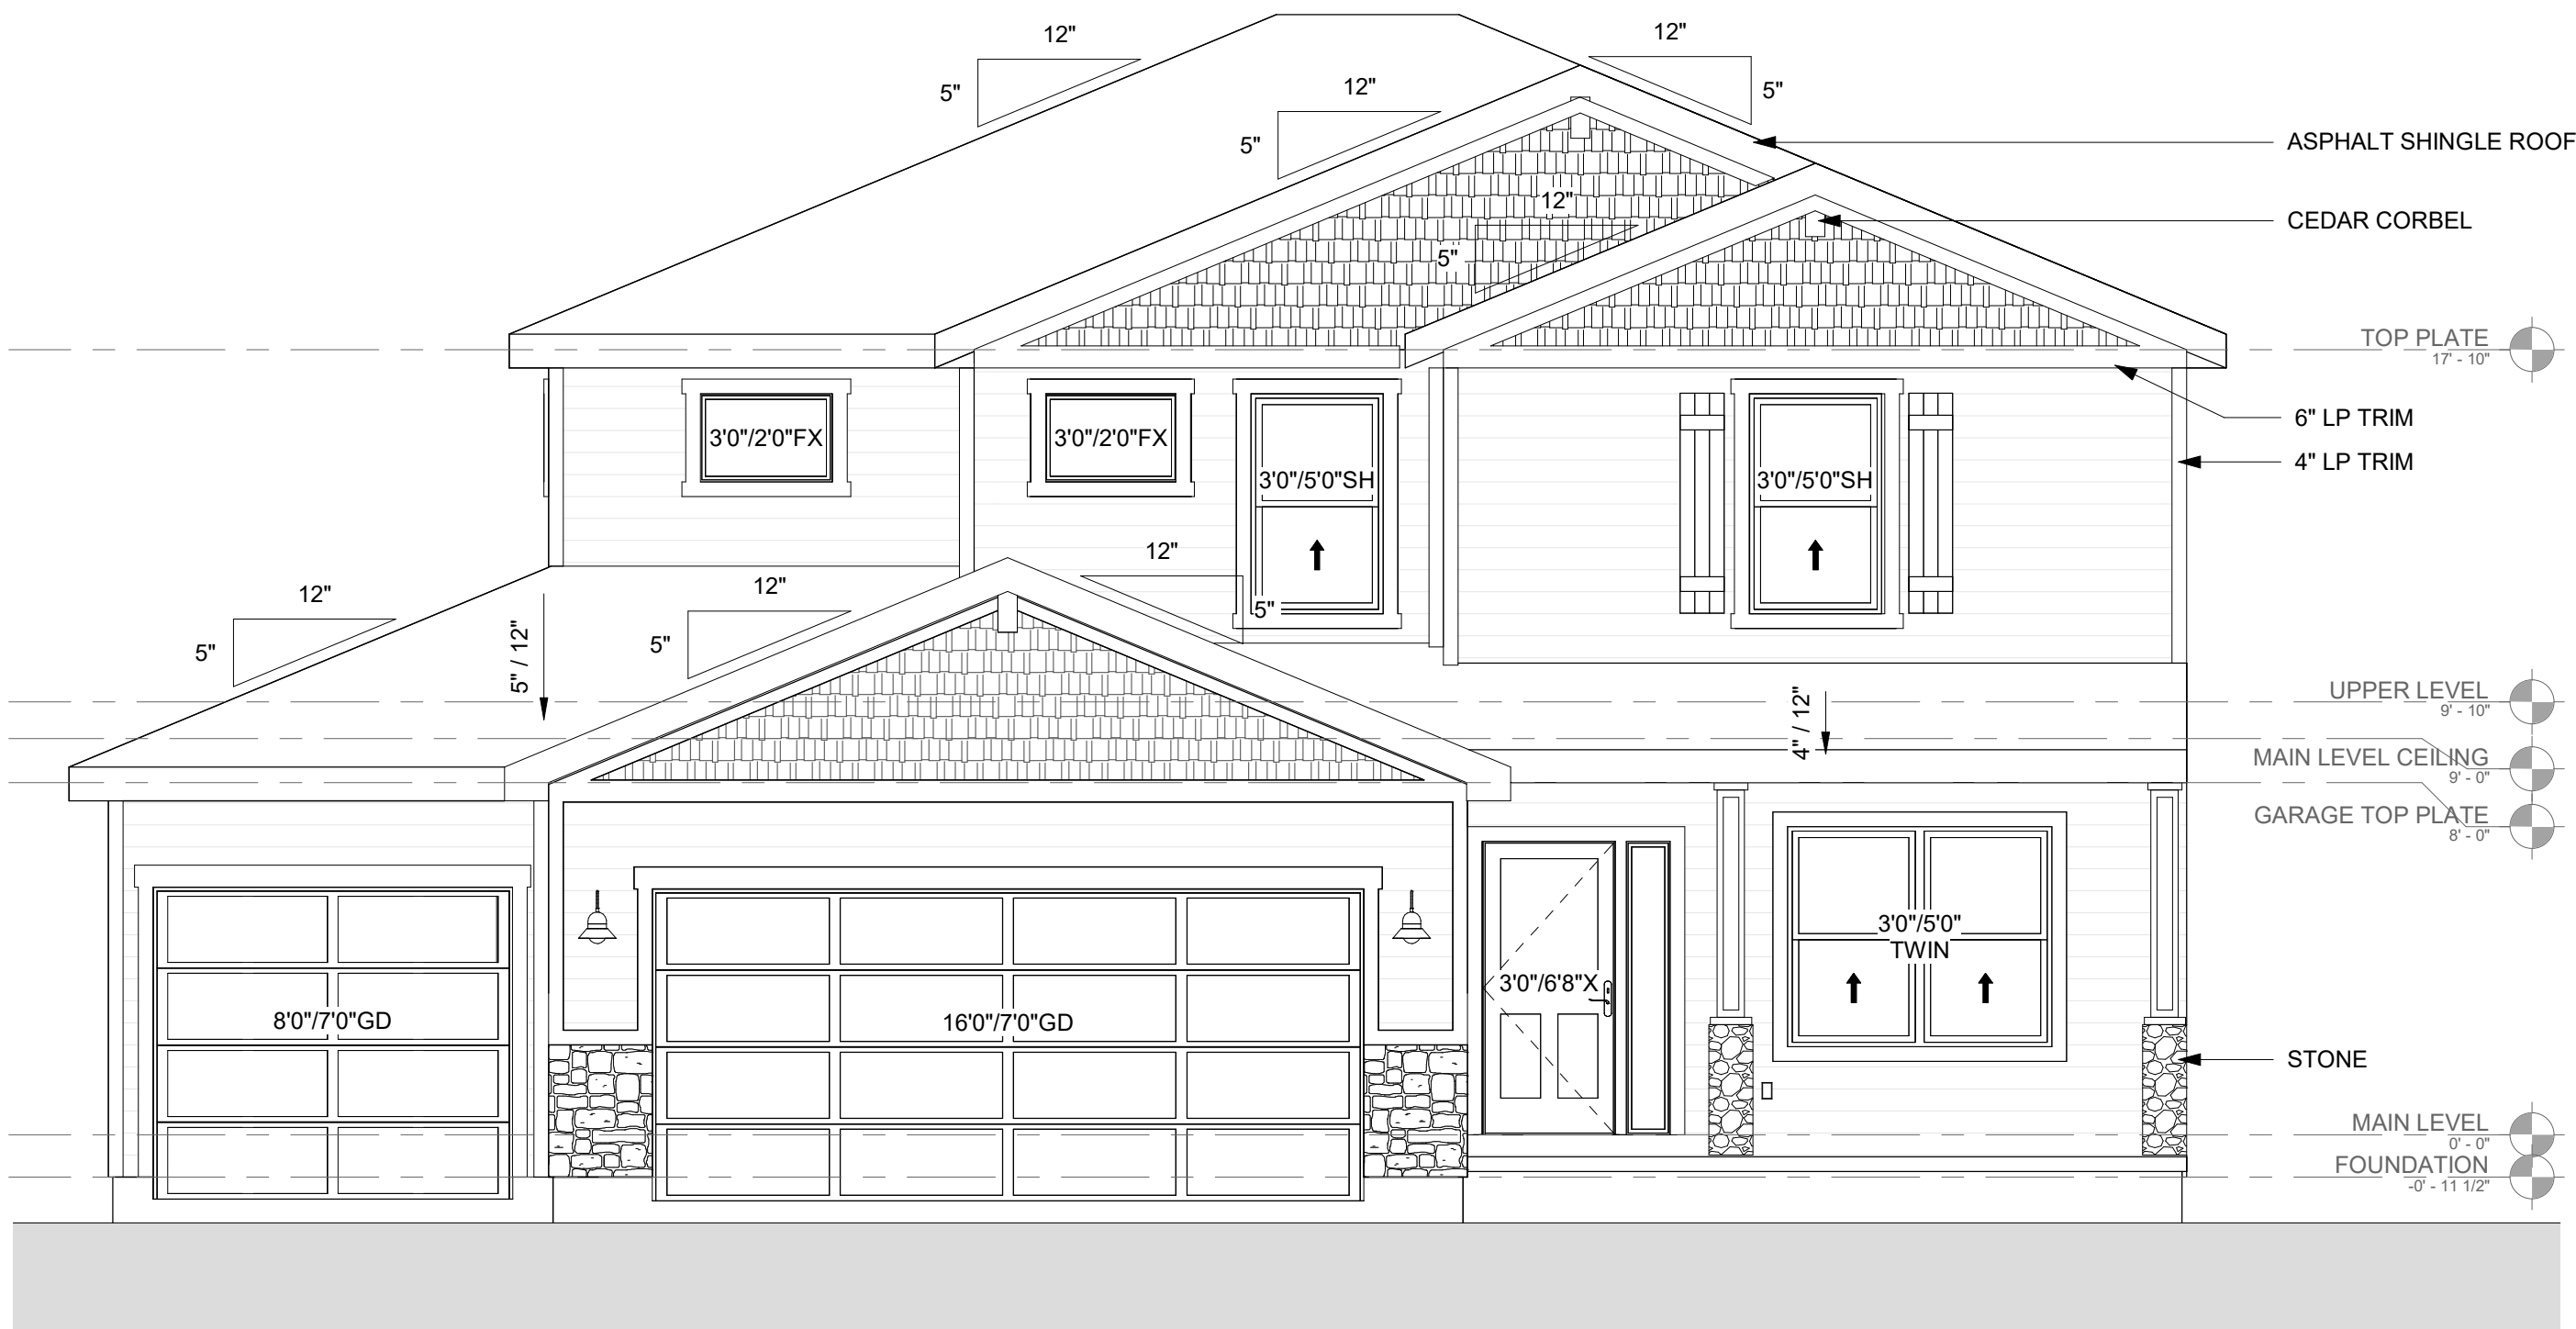 12"
12"
5"
12"
5"
5"
ASPHALT SHINGLE ROOF
12"
CEDAR CORBEL
5"
TOP PLATE
17' - 10"
6" LP TRIM
3'0"/2'0"FX
3'0"/2'0"FX
4" LP TRIM
3'0"/5'0"SH
3'0"/5'0"SH
12"
12"
12"
5"
5"
5"
5" / 12"
UPPER LEVEL
9' - 10"
4" / 12"
MAIN LEVEL CEILING
9' - 0"
GARAGE TOP PLATE
8' - 0"
3'0"/5'0"
TWIN
3'0"/6'8"X
8'0"/7'0"GD
16'0"/7'0"GD
STONE
MAIN LEVEL
0' - 0"
FOUNDATION
-0' - 11 1/2"